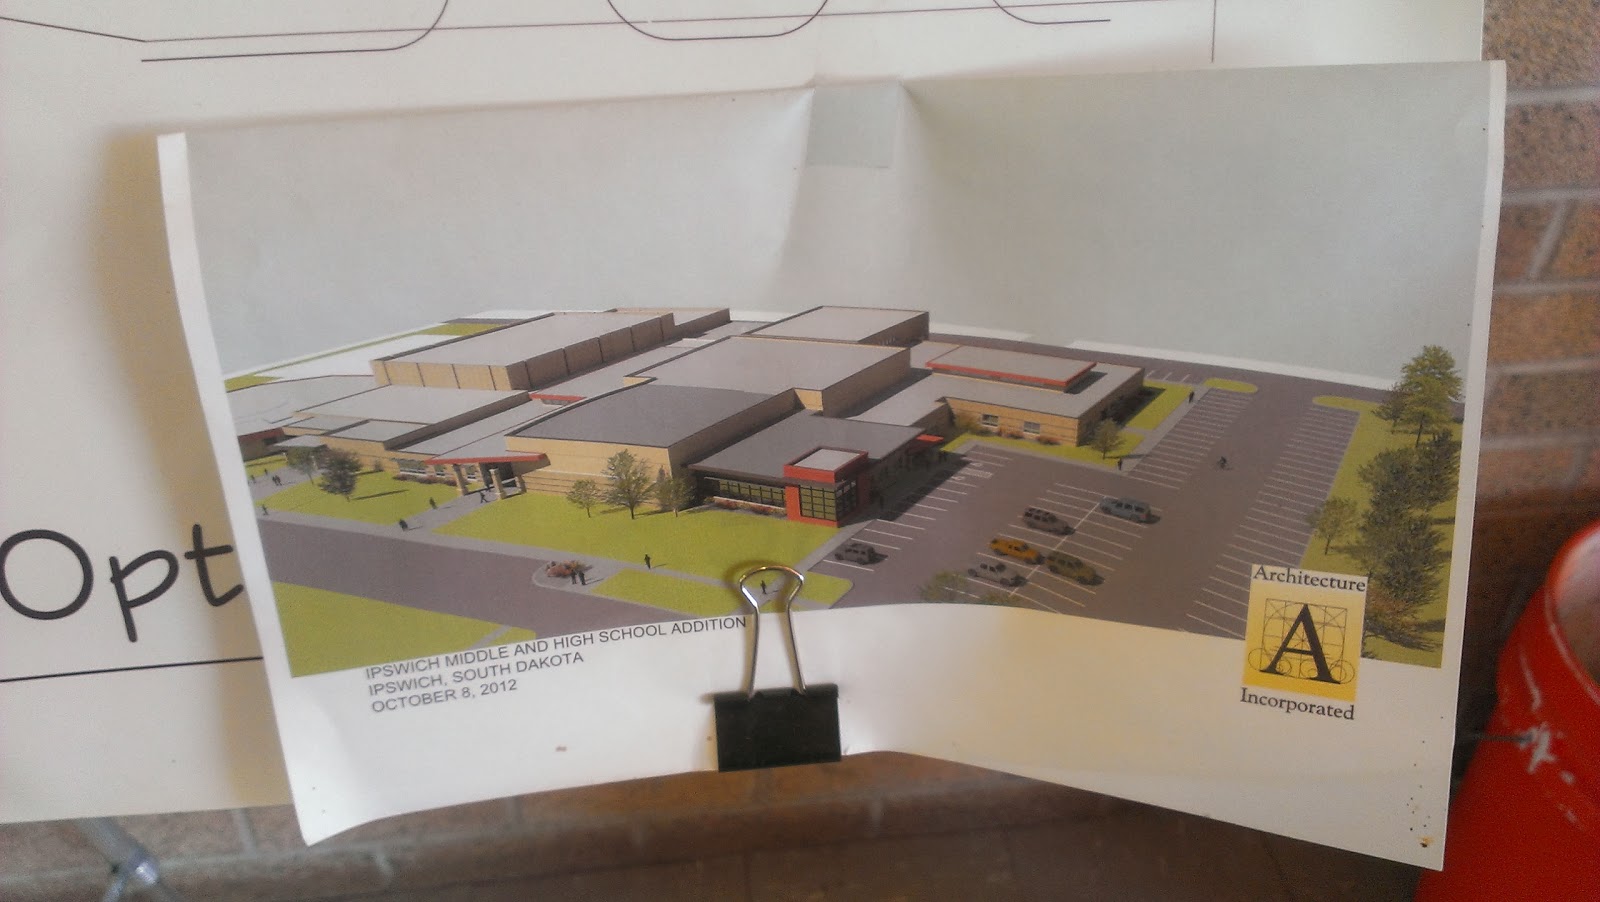 Opt
IPSWICH MIDDLE AND HIGH SCHOOL ADDITION
IPSWICH, SOUTH DAKOTA
OCTOBER 8, 2012
Architecture
A
Incorporated